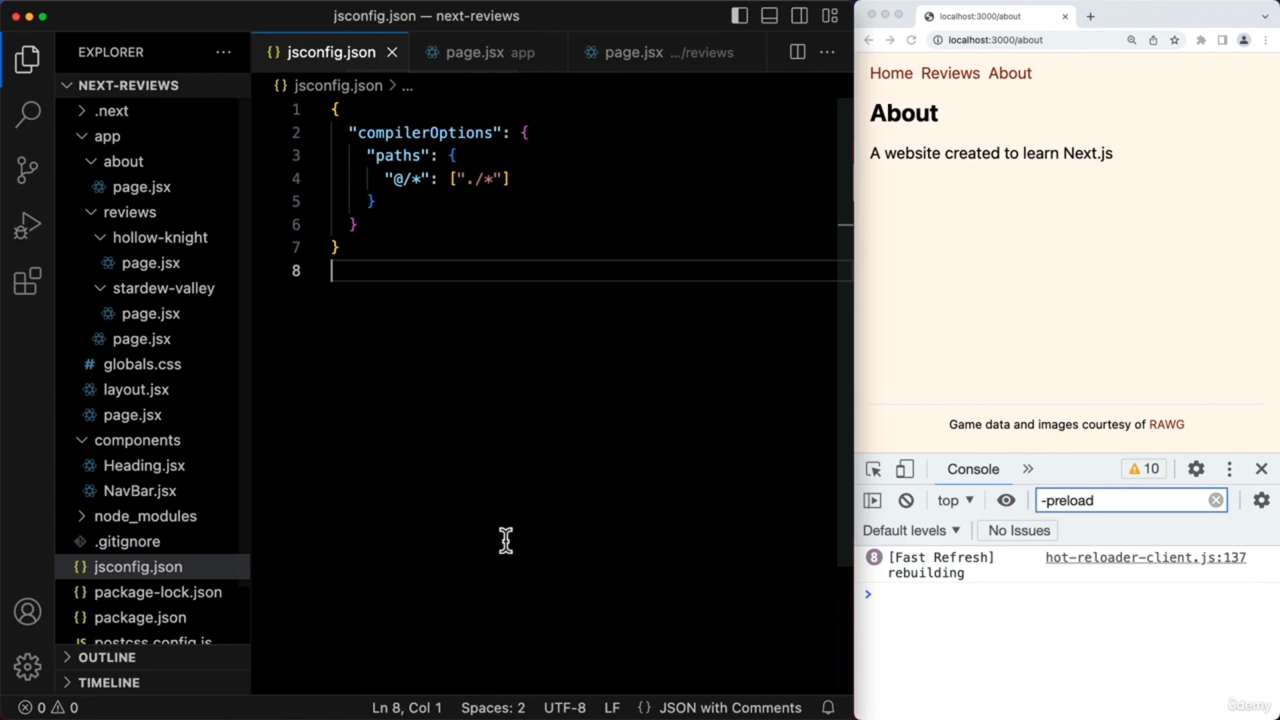 jsconfig.json — next-reviews
EXPLORER
NEXT-REVIEWS
.next
app
about
page.jsx
reviews
hollow-knight
page.jsx
stardew-valley
page.jsx
page.jsx
globals.css
layout.jsx
page.jsx
components
Heading.jsx
NavBar.jsx
node_modules
.gitignore
jsconfig.json
package-lock.json
package.json
postcss.config.js
OUTLINE
TIMELINE
jsconfig.json
page.jsx app
page.jsx .../reviews
{} jsconfig.json > ...
1 {
2 "compilerOptions": {
3 "paths": {
4 "@/*": ["./*"]
5 }
6 }
7 }
8
0 0
Ln 8, Col 1 Spaces: 2 UTF-8 LF {} JSON with Comments
localhost:3000/about
localhost:3000/about
Home Reviews About
About
A website created to learn Next.js
Game data and images courtesy of RAWG
Console » 10
top -preload
Default levels No Issues
8 [Fast Refresh] hot-reloader-client.js:137
rebuilding
>
ûdemy